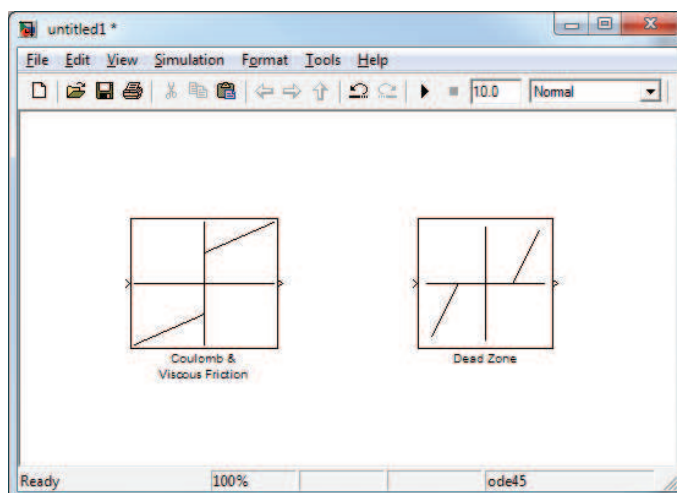 untitled1 *
File Edit View Simulation Format Tools Help
10.0 Normal
Coulomb &
Viscous Friction
Dead Zone
Ready 100% ode45